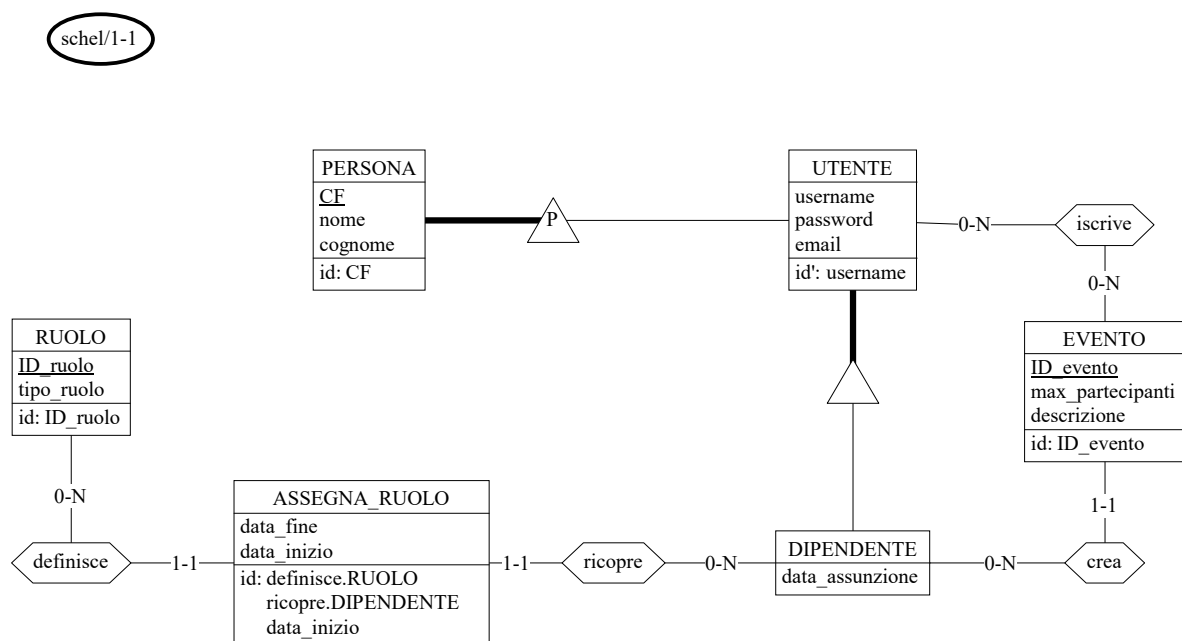 schel/1-1
PERSONA
CF
nome
cognome
id: CF
P
UTENTE
username
password
email
id': username
0-N
iscrive
0-N
RUOLO
ID_ruolo
tipo_ruolo
id: ID_ruolo
EVENTO
ID_evento
max_partecipanti
descrizione
id: ID_evento
0-N
1-1
definisce
1-1
ASSEGNA_RUOLO
data_fine
data_inizio
id: definisce.RUOLO
ricopre.DIPENDENTE
data_inizio
1-1
ricopre
0-N
DIPENDENTE
data_assunzione
0-N
crea